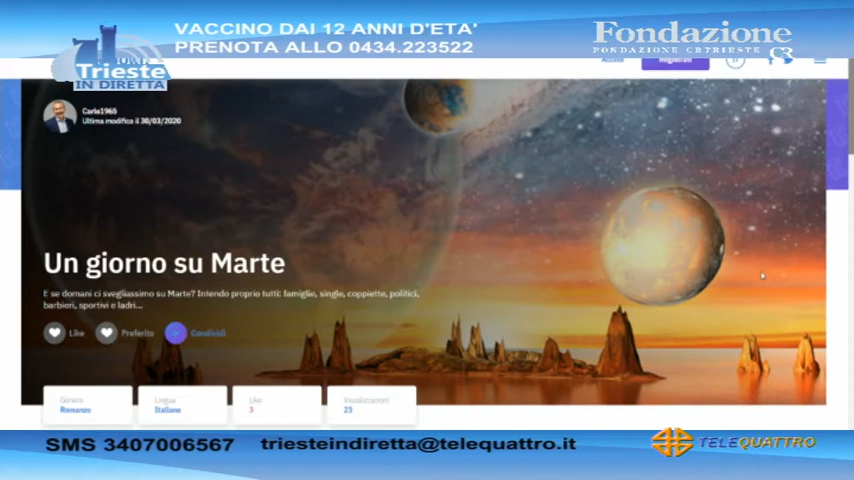 VACCINO DAI 12 ANNI D'ETA'
PRENOTA ALLO 0434.223522
Fondazione
FONDAZIONE CRTRIESTE
CR
Trieste
IN DIRETTA
Registrati
Carla1965
Ultima modifica il 30/03/2020
Un giorno su Marte
E se domani ci svegliassimo su Marte? Intendo proprio tutti: famiglie, single, coppiette, politici,
barbieri, sportivi e ladri...
Like Preferito Condividi
Genere Lingua Like Visualizzazioni
Romanzo Italiano 3 23
SMS 3407006567 triesteindiretta@telequattro.it
TELEQUATTRO